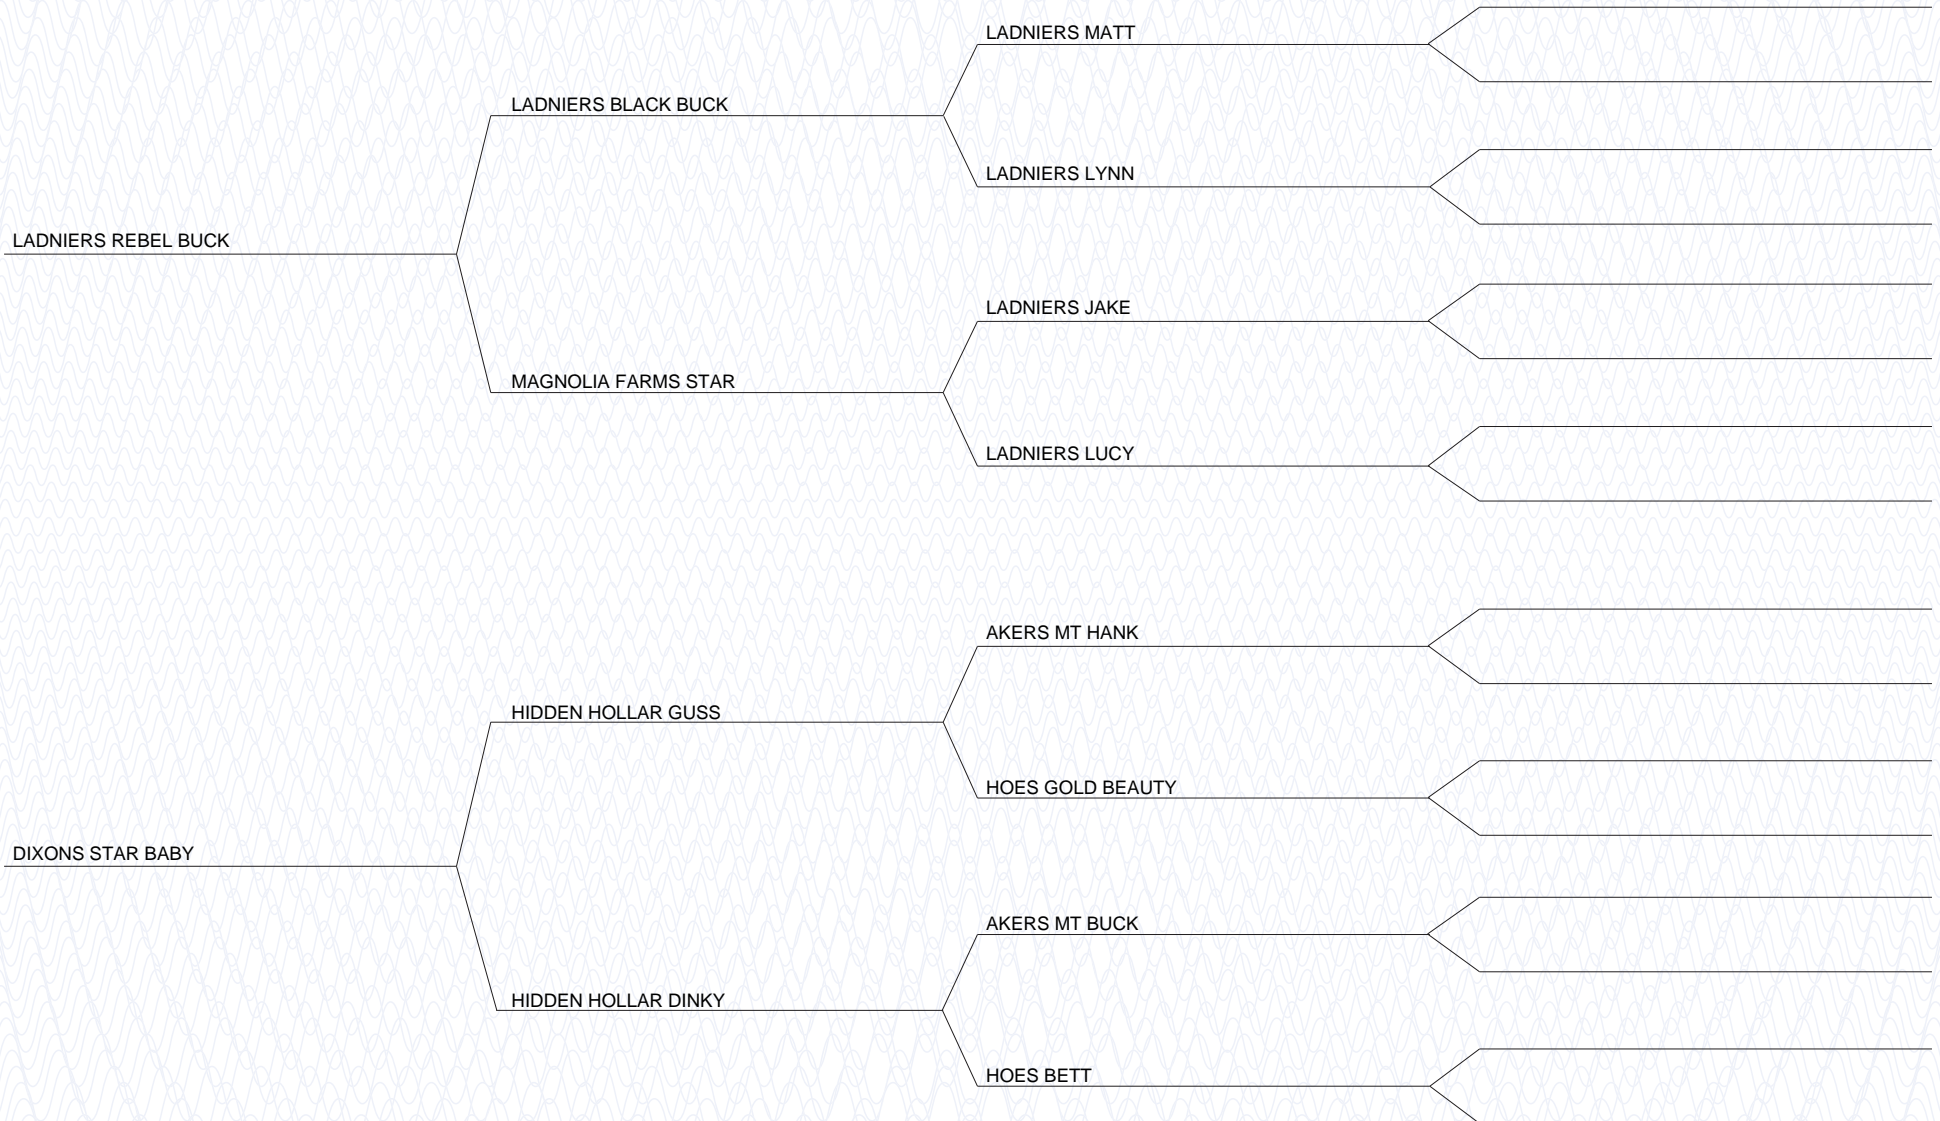 LADNIERS MATT
LADNIERS BLACK BUCK
LADNIERS LYNN
LADNIERS REBEL BUCK
LADNIERS JAKE
MAGNOLIA FARMS STAR
LADNIERS LUCY
AKERS MT HANK
HIDDEN HOLLAR GUSS
HOES GOLD BEAUTY
DIXONS STAR BABY
AKERS MT BUCK
HIDDEN HOLLAR DINKY
HOES BETT